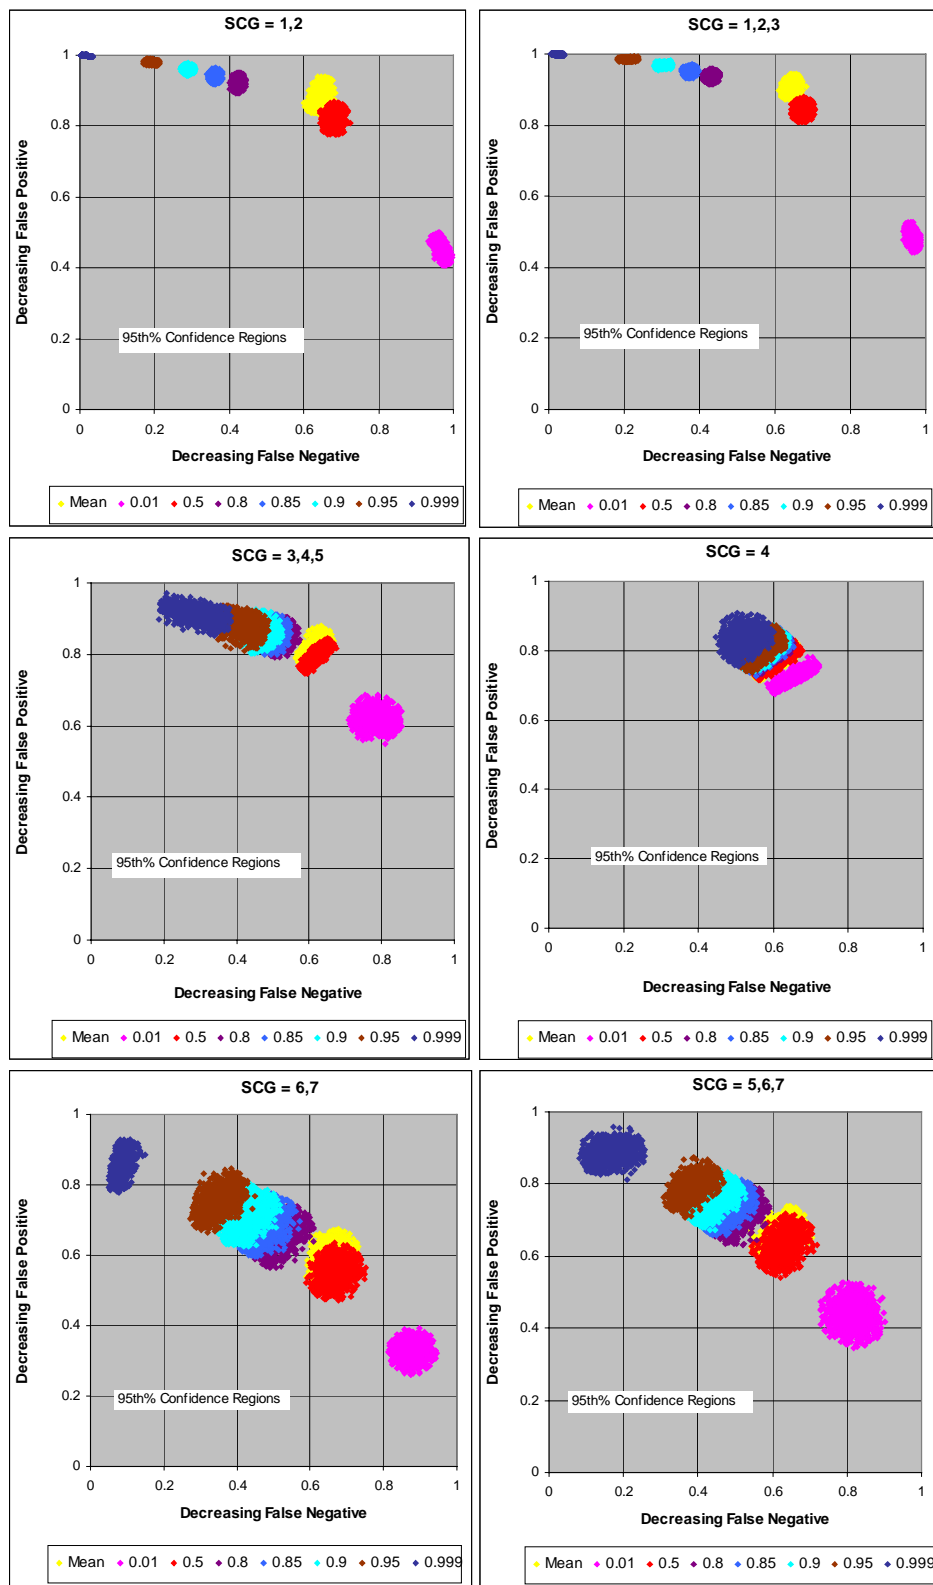 SCG = 1,2
Decreasing False Positive
1
0.8
0.6
0.4
0.2
0
95th% Confidence Regions
0 0.2 0.4 0.6 0.8 1
Decreasing False Negative
Mean 0.01 0.5 0.8 0.85 0.9 0.95 0.999
SCG = 1,2,3
Decreasing False Positive
1
0.8
0.6
0.4
0.2
0
95th% Confidence Regions
0 0.2 0.4 0.6 0.8 1
Decreasing False Negative
Mean 0.01 0.5 0.8 0.85 0.9 0.95 0.999
SCG = 3,4,5
Decreasing False Positive
1
0.8
0.6
0.4
0.2
0
95th% Confidence Regions
0 0.2 0.4 0.6 0.8 1
Decreasing False Negative
Mean 0.01 0.5 0.8 0.85 0.9 0.95 0.999
SCG = 4
Decreasing False Positive
1
0.8
0.6
0.4
0.2
0
95th% Confidence Regions
0 0.2 0.4 0.6 0.8 1
Decreasing False Negative
Mean 0.01 0.5 0.8 0.85 0.9 0.95 0.999
SCG = 6,7
Decreasing False Positive
1
0.8
0.6
0.4
0.2
0
95th% Confidence Regions
0 0.2 0.4 0.6 0.8 1
Decreasing False Negative
Mean 0.01 0.5 0.8 0.85 0.9 0.95 0.999
SCG = 5,6,7
Decreasing False Positive
1
0.8
0.6
0.4
0.2
0
95th% Confidence Regions
0 0.2 0.4 0.6 0.8 1
Decreasing False Negative
Mean 0.01 0.5 0.8 0.85 0.9 0.95 0.999